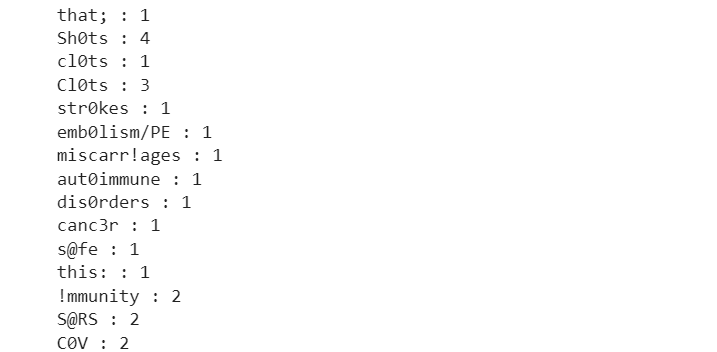 that; : 1
Sh0ts : 4
cl0ts : 1
Cl0ts : 3
str0kes : 1
emb0lism/PE : 1
miscarr!ages : 1
aut0immune : 1
dis0rders : 1
canc3r : 1
s@fe : 1
this: : 1
!mmunity : 2
S@RS : 2
C0V : 2